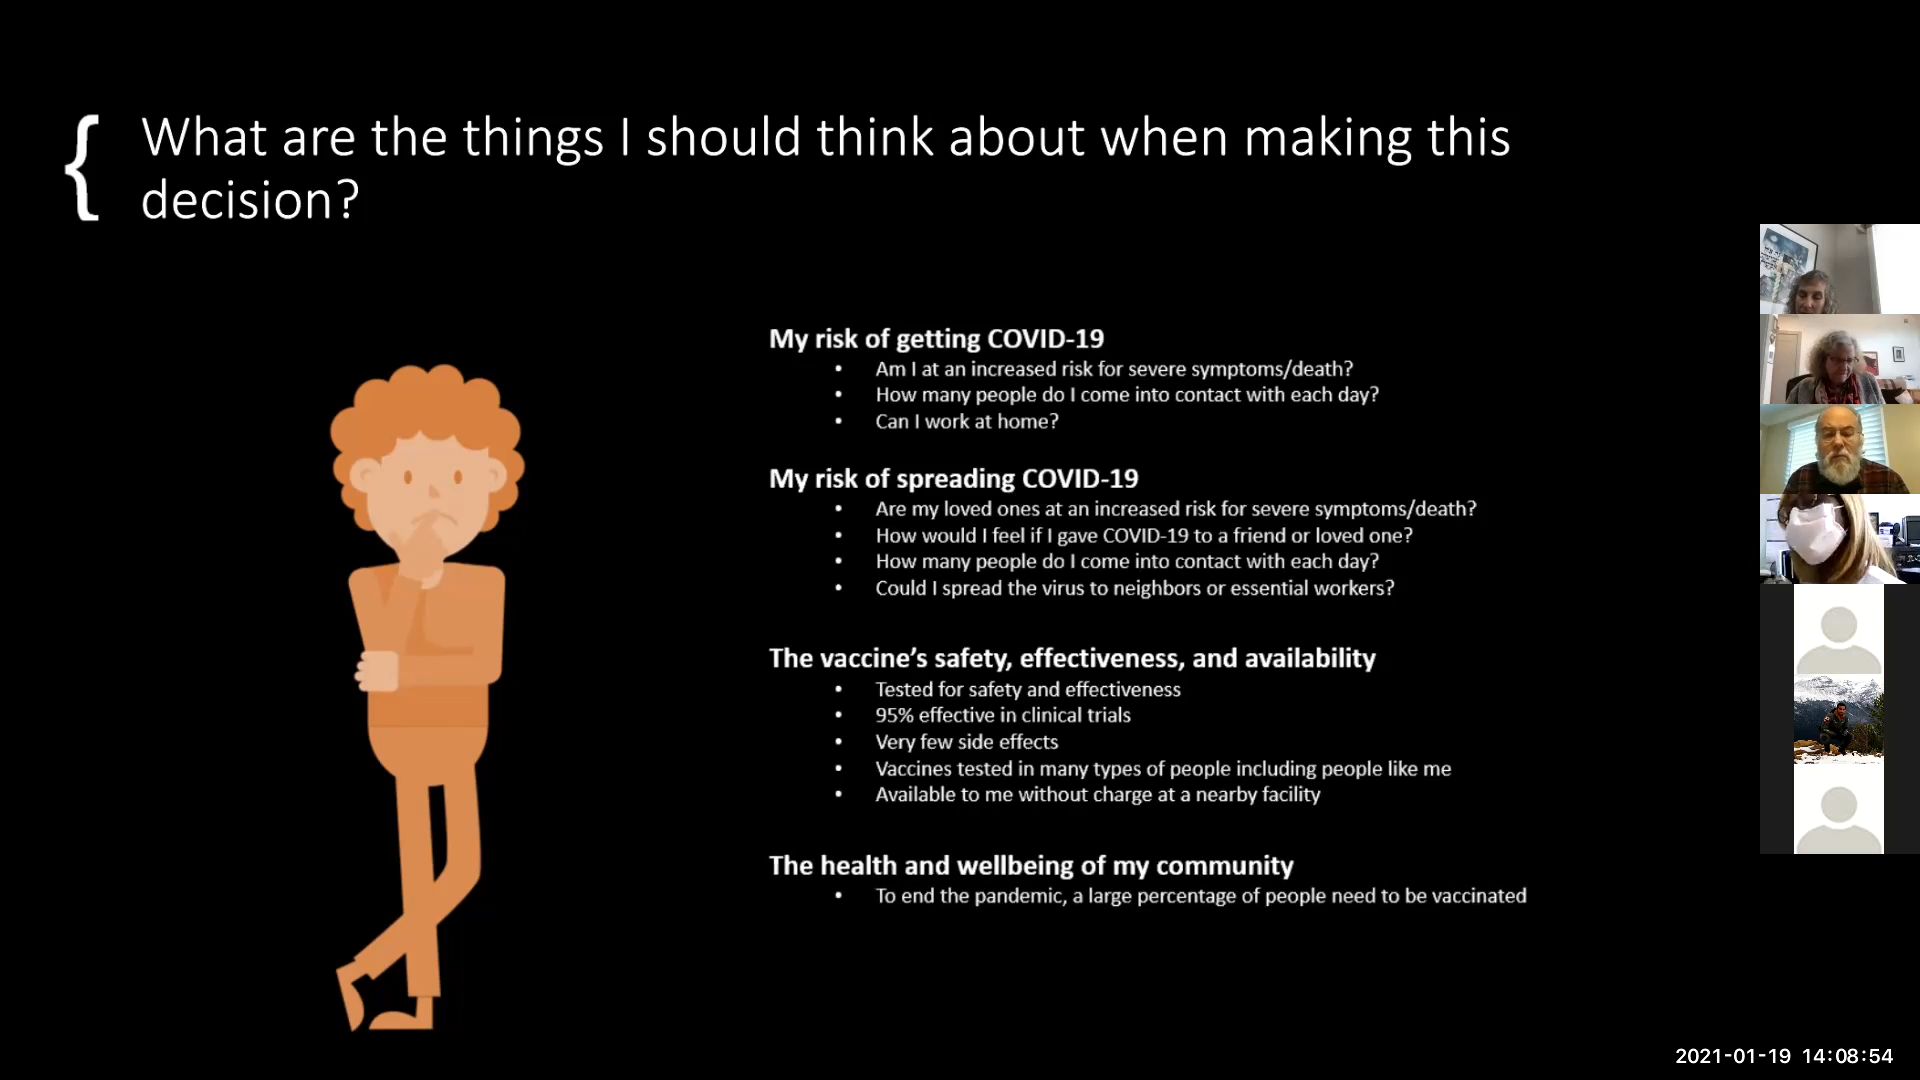 { What are the things I should think about when making this
decision?
My risk of getting COVID-19
• Am I at an increased risk for severe symptoms/death?
• How many people do I come into contact with each day?
• Can I work at home?
My risk of spreading COVID-19
• Are my loved ones at an increased risk for severe symptoms/death?
• How would I feel if I gave COVID-19 to a friend or loved one?
• How many people do I come into contact with each day?
• Could I spread the virus to neighbors or essential workers?
The vaccine’s safety, effectiveness, and availability
• Tested for safety and effectiveness
• 95% effective in clinical trials
• Very few side effects
• Vaccines tested in many types of people including people like me
• Available to me without charge at a nearby facility
The health and wellbeing of my community
• To end the pandemic, a large percentage of people need to be vaccinated
2021-01-19 14:08:54